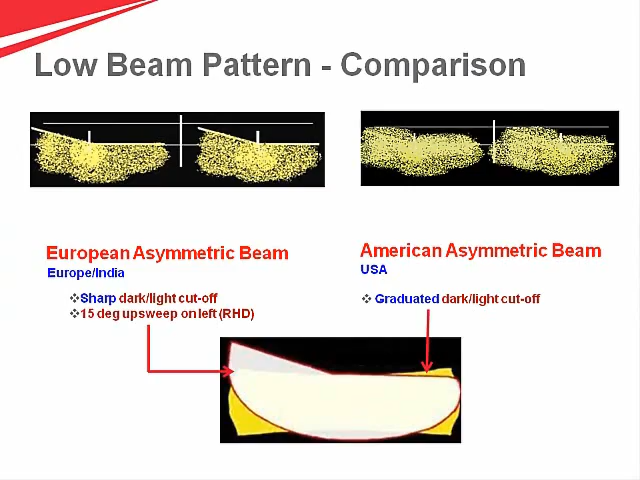 Low Beam Pattern - Comparison
European Asymmetric Beam
Europe/India
❖Sharp dark/light cut-off
❖15 deg upsweep on left (RHD)
American Asymmetric Beam
USA
❖ Graduated dark/light cut-off